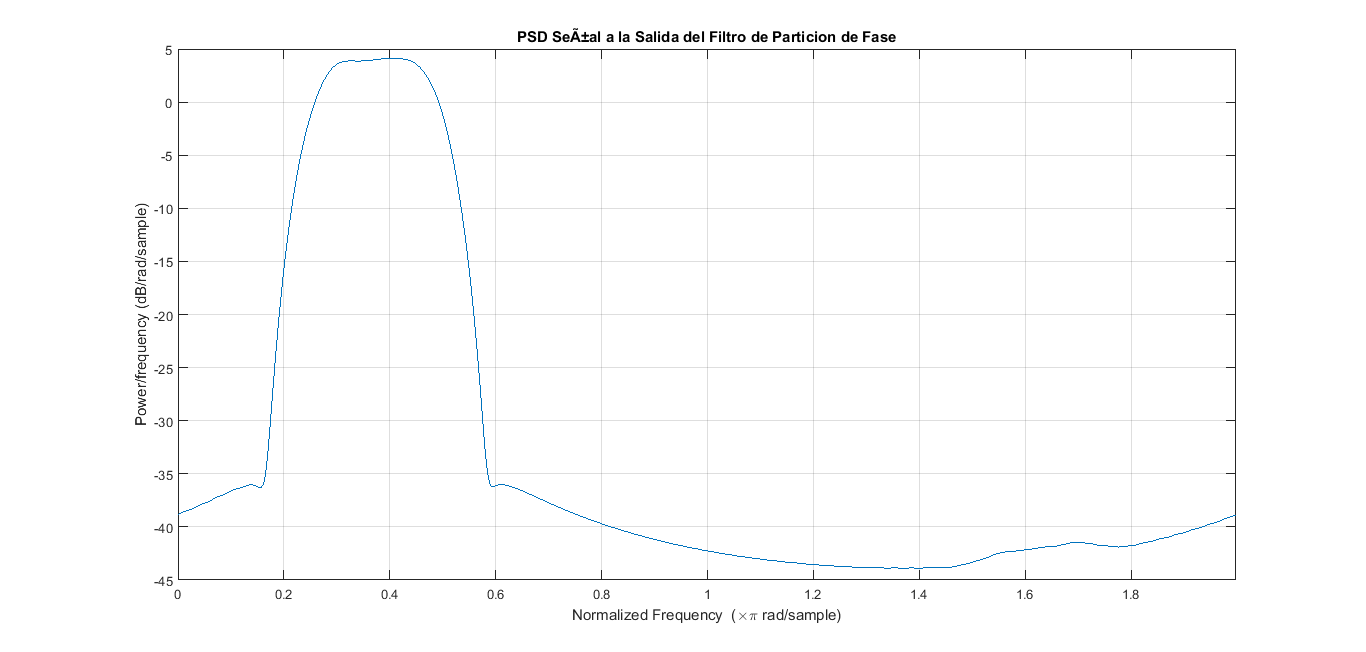 PSD SeÃ±al a la Salida del Filtro de Particion de Fase
Power/frequency (dB/rad/sample)
5
0
-5
-10
-15
-20
-25
-30
-35
-40
-45
0 0.2 0.4 0.6 0.8 1 1.2 1.4 1.6 1.8
Normalized Frequency (×π rad/sample)